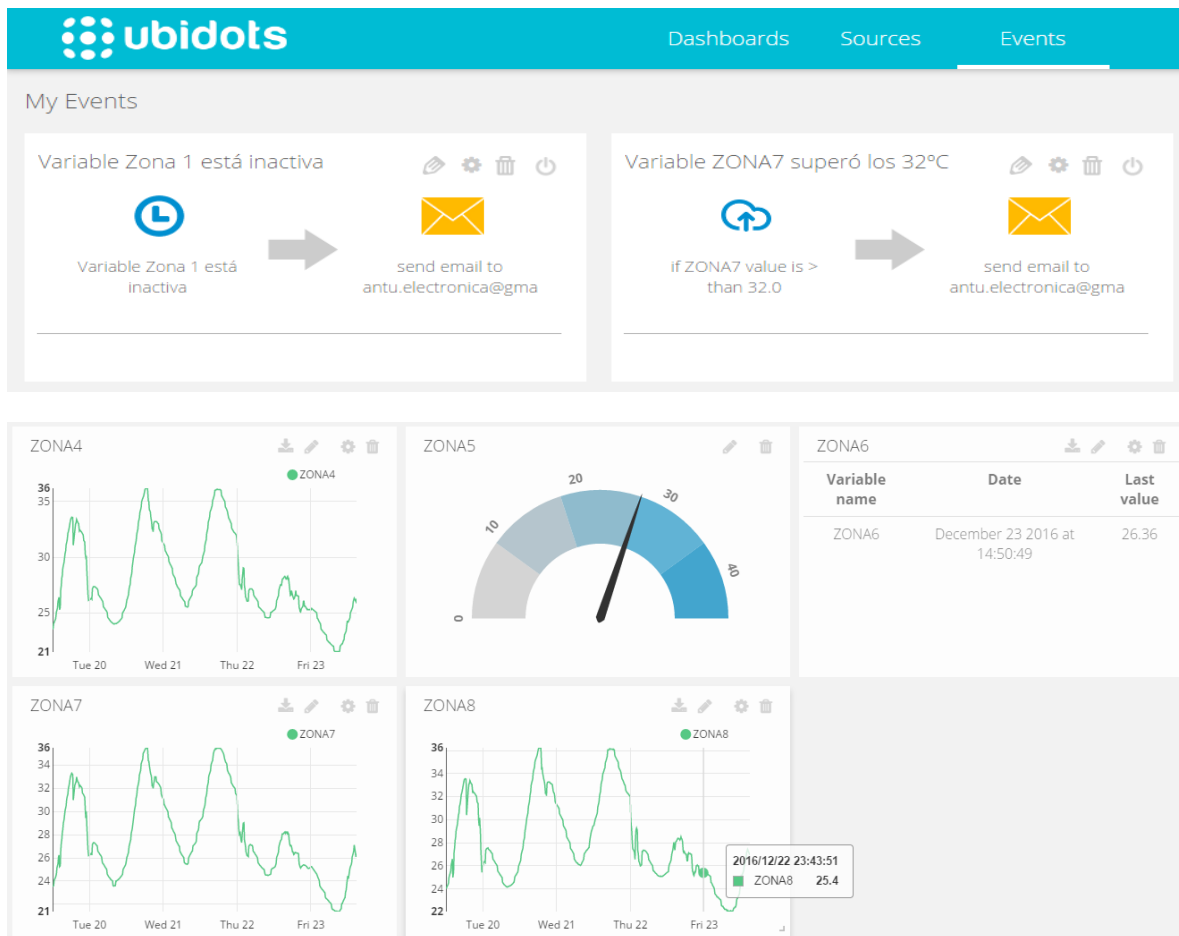 ubidots
Dashboards Sources Events
My Events
Variable Zona 1 está inactiva
Variable Zona 1 está
inactiva
send email to
antu.electronica@gma
Variable ZONA7 superó los 32ºC
if ZONA7 value is >
than 32.0
send email to
antu.electronica@gma
ZONA4
ZONA4
36
35
30
25
21
Tue 20 Wed 21 Thu 22 Fri 23
ZONA5
0
10
20
30
40
ZONA6
Variable
name
Date
Last
value
ZONA6
December 23 2016 at
14:50:49
26.36
ZONA7
ZONA7
36
34
32
30
28
26
24
21
Tue 20 Wed 21 Thu 22 Fri 23
ZONA8
ZONA8
36
34
32
30
28
26
24
22
Tue 20 Wed 21 Thu 22 Fri 23
2016/12/22 23:43:51
ZONA8 25.4